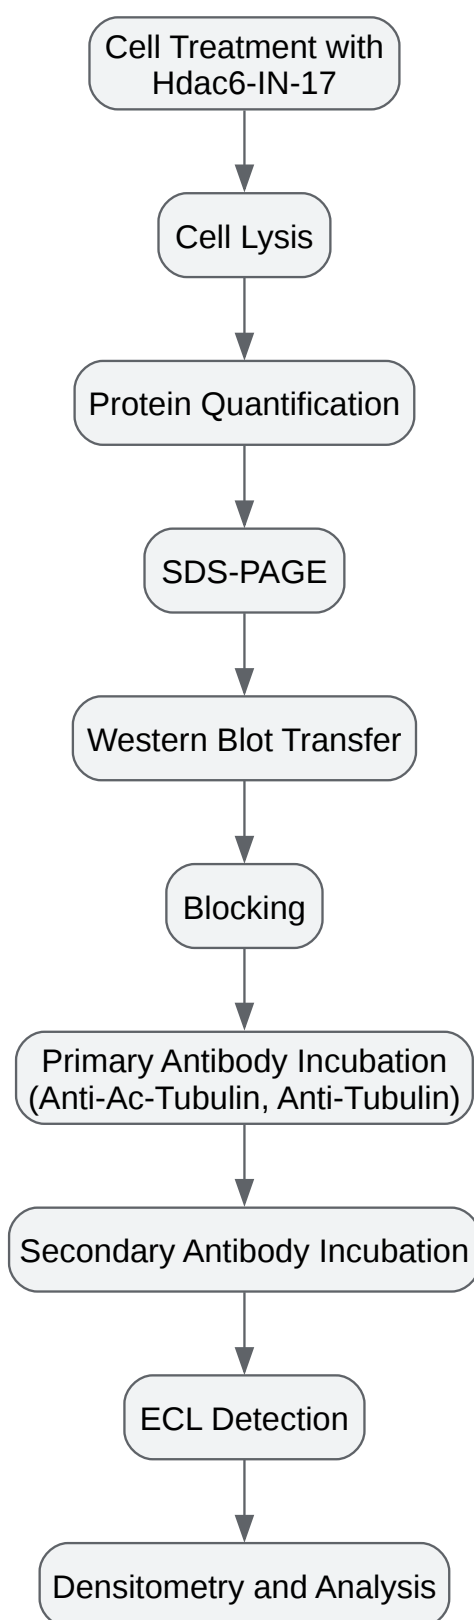 Cell Treatment with
Hdac6-IN-17
Cell Lysis
Protein Quantification
SDS-PAGE
Western Blot Transfer
Blocking
Primary Antibody Incubation
(Anti-Ac-Tubulin, Anti-Tubulin)
Secondary Antibody Incubation
ECL Detection
Densitometry and Analysis